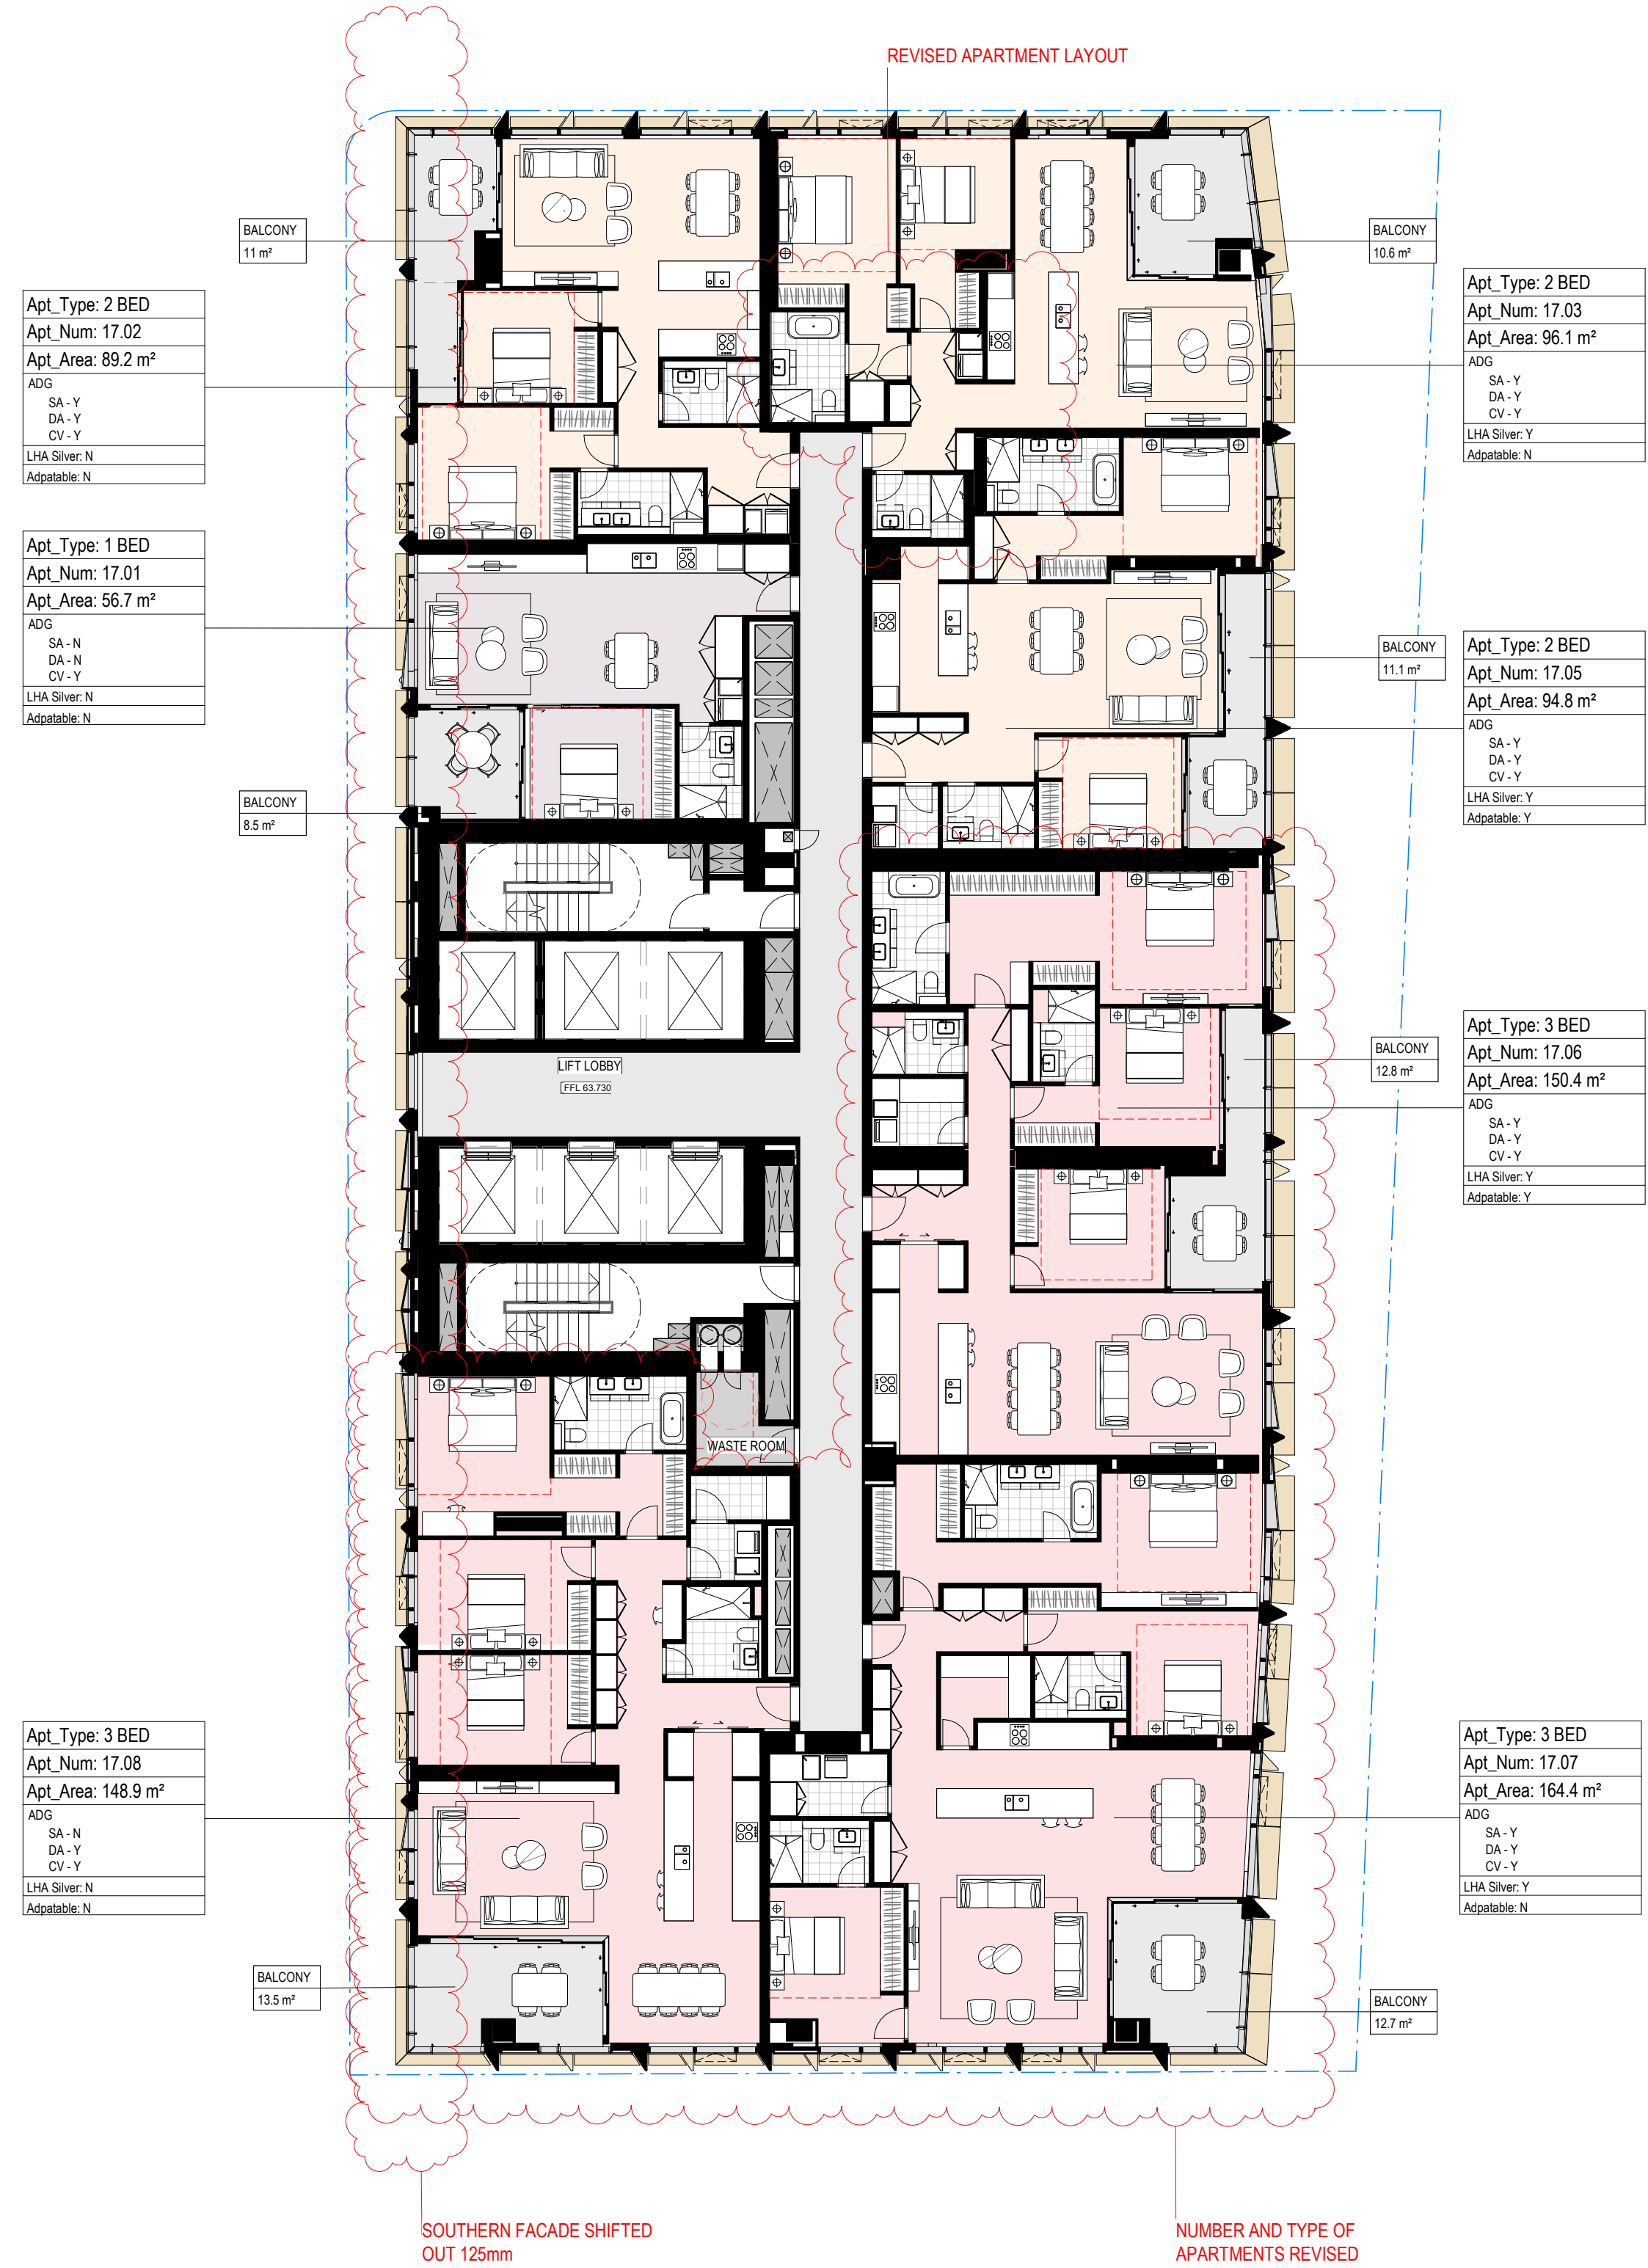 REVISED APARTMENT LAYOUT
BALCONY
11 m²
BALCONY
10.6 m²
Apt_Type: 2 BED
Apt_Num: 17.02
Apt_Area: 89.2 m²
ADG
SA - Y
DA - Y
CV - Y
LHA Silver: N
Adpatable: N
Apt_Type: 2 BED
Apt_Num: 17.03
Apt_Area: 96.1 m²
ADG
SA - Y
DA - Y
CV - Y
LHA Silver: Y
Adpatable: N
Apt_Type: 1 BED
Apt_Num: 17.01
Apt_Area: 56.7 m²
ADG
SA - N
DA - N
CV - Y
LHA Silver: N
Adpatable: N
BALCONY
11.1 m²
Apt_Type: 2 BED
Apt_Num: 17.05
Apt_Area: 94.8 m²
ADG
SA - Y
DA - Y
CV - Y
LHA Silver: Y
Adpatable: Y
BALCONY
8.5 m²
LIFT LOBBY
FFL 63.730
BALCONY
12.8 m²
Apt_Type: 3 BED
Apt_Num: 17.06
Apt_Area: 150.4 m²
ADG
SA - Y
DA - Y
CV - Y
LHA Silver: Y
Adpatable: Y
WASTE ROOM
Apt_Type: 3 BED
Apt_Num: 17.08
Apt_Area: 148.9 m²
ADG
SA - N
DA - Y
CV - Y
LHA Silver: N
Adpatable: N
Apt_Type: 3 BED
Apt_Num: 17.07
Apt_Area: 164.4 m²
ADG
SA - Y
DA - Y
CV - Y
LHA Silver: Y
Adpatable: N
BALCONY
13.5 m²
BALCONY
12.7 m²
SOUTHERN FACADE SHIFTED
OUT 125mm
NUMBER AND TYPE OF
APARTMENTS REVISED